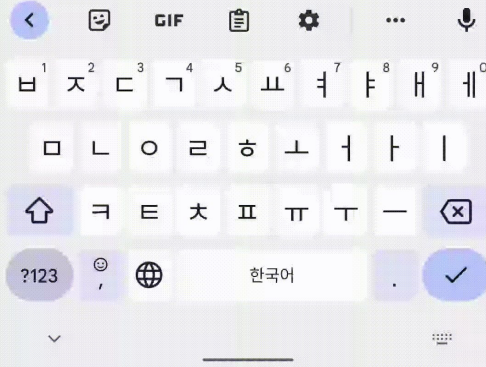 GIF
ㅂ1 ㅈ2 ㄷ3 ㄱ4 ㅅ5 ㅛ6 ㅕ7 ㅑ8 ㅐ9 ㅔ0
ㅁ ㄴ ㅇ ㄹ ㅎ ㅗ ㅓ ㅏ ㅣ
ㅋ ㅌ ㅊ ㅍ ㅠ ㅜ ㅡ
?123 , 한국어 .